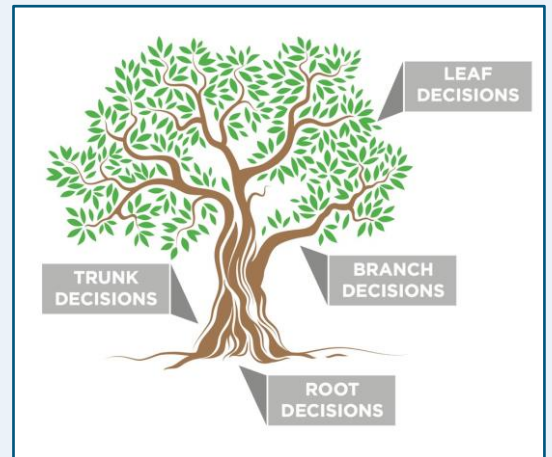 LEAF
DECISIONS
TRUNK
DECISIONS
BRANCH
DECISIONS
ROOT
DECISIONS